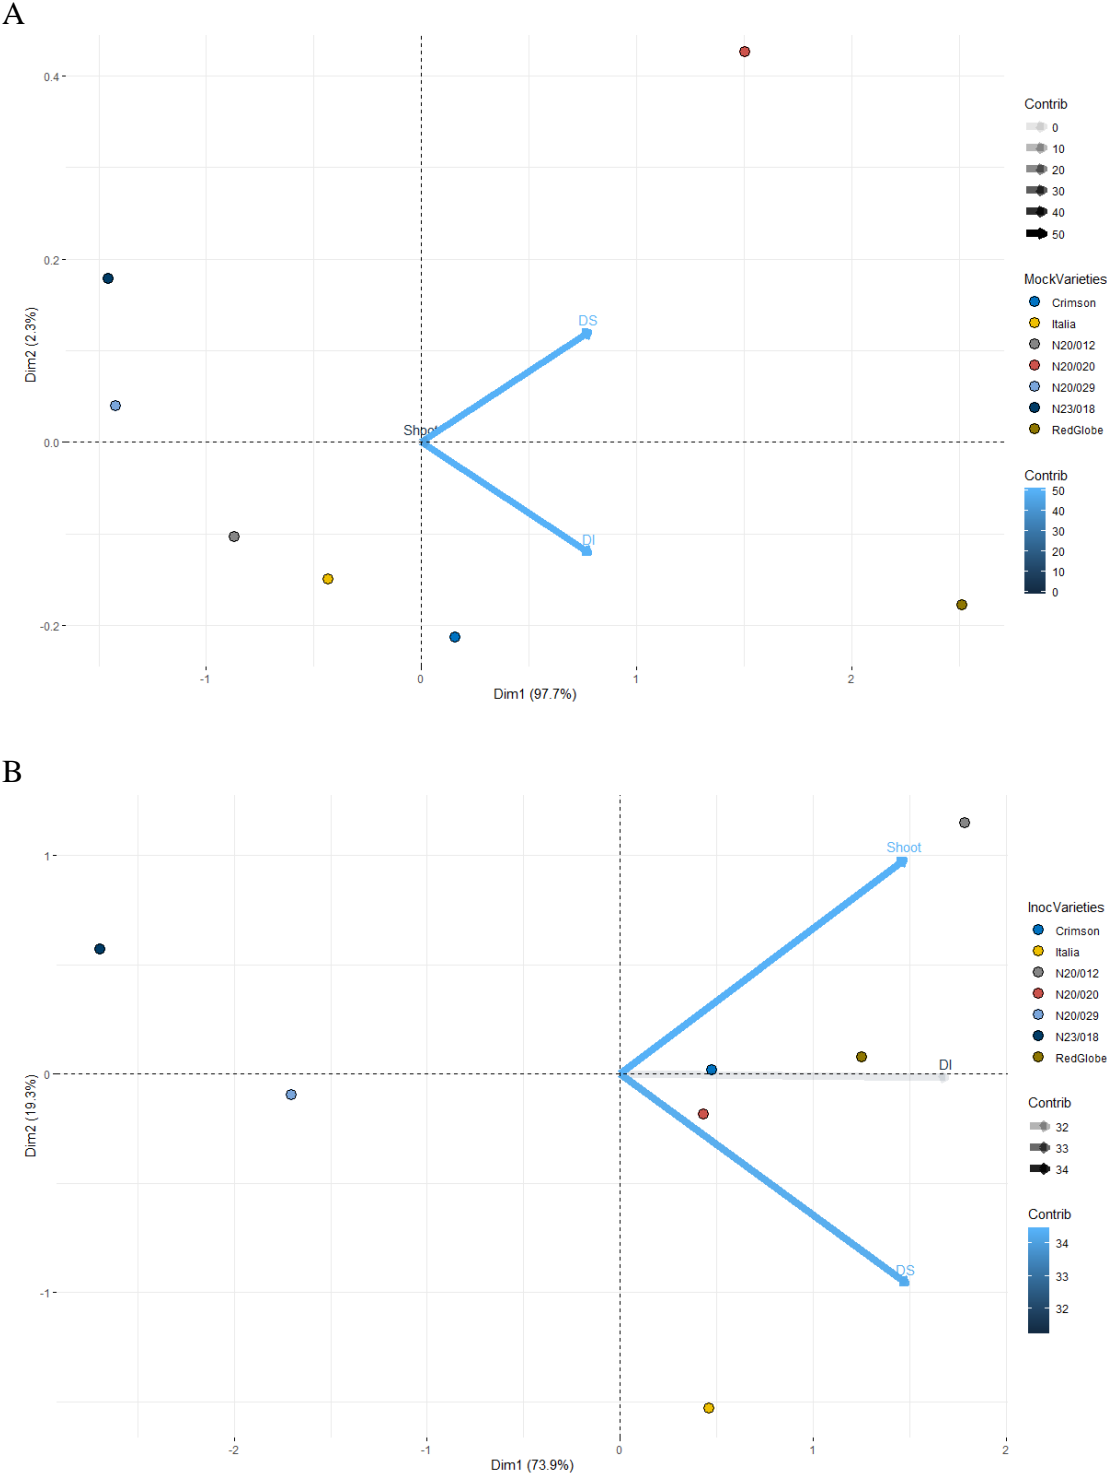 A
0.4
0.2
0.0
-0.2
Dim2 (2.3%)
DS
Shoot
DI
-1
0
1
2
Dim1 (97.7%)
Contrib
0
10
20
30
40
50
MockVarieties
Crimson
Italia
N20/012
N20/020
N20/029
N23/018
RedGlobe
Contrib
50
40
30
20
10
0
B
1
0
-1
Dim2 (19.3%)
Shoot
DI
DS
-2
-1
0
1
2
Dim1 (73.9%)
InocVarieties
Crimson
Italia
N20/012
N20/020
N20/029
N23/018
RedGlobe
Contrib
32
33
34
Contrib
34
33
32